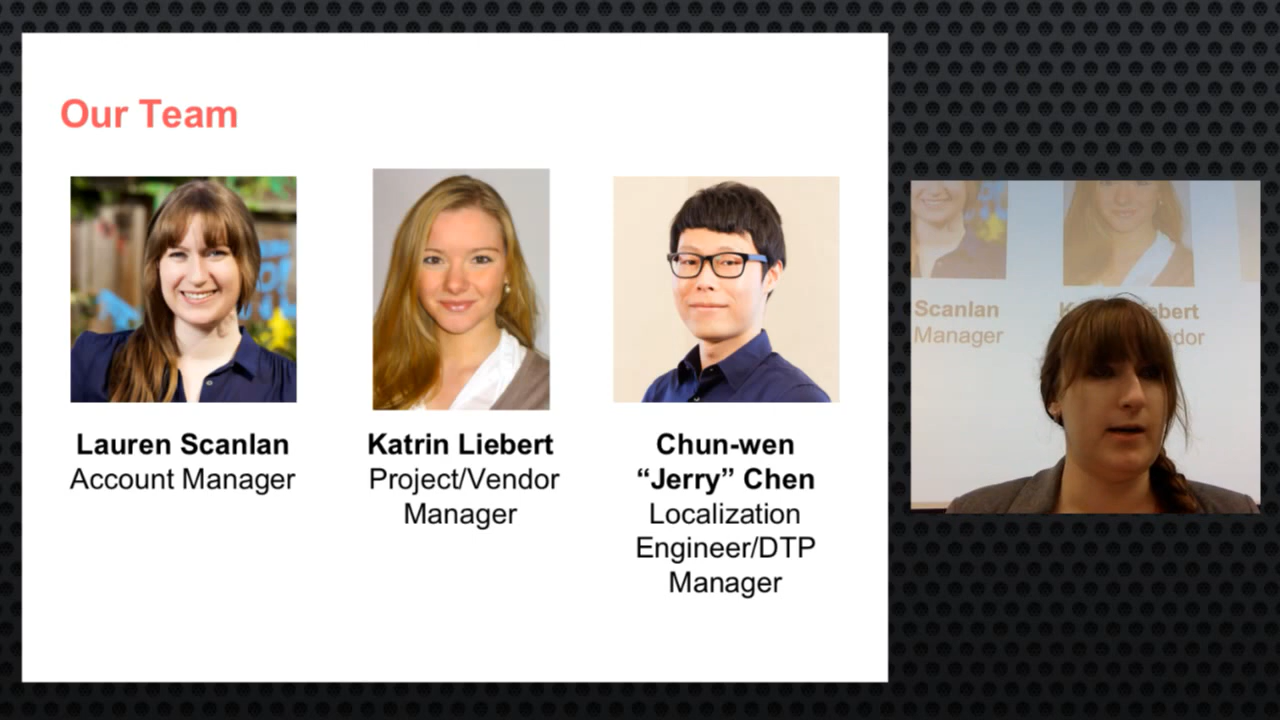 Our Team
Lauren Scanlan
Account Manager
Katrin Liebert
Project/Vendor
Manager
Chun-wen
“Jerry” Chen
Localization
Engineer/DTP
Manager
Scanlan
Manager